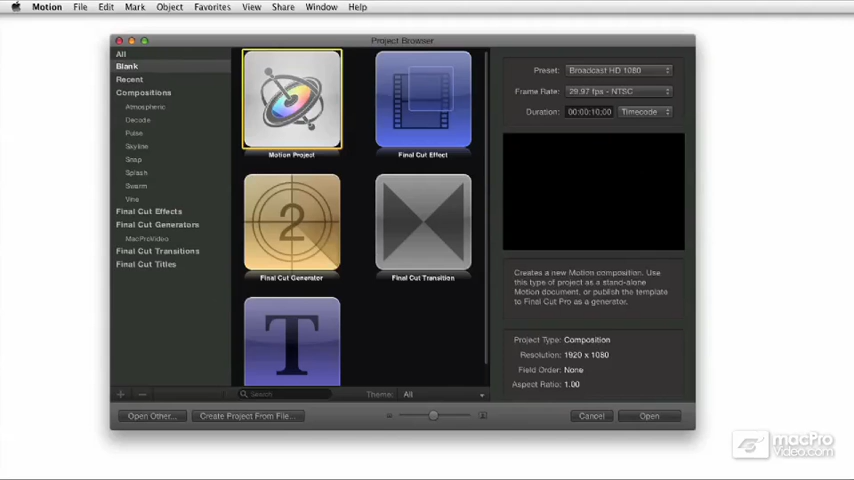 Motion File Edit Mark Object Favorites View Share Window Help
Project Browser
All
Blank
Recent
Compositions
Atmospheric
Decode
Pulse
Skyline
Snap
Splash
Swarm
Vine
Final Cut Effects
Final Cut Generators
MacProVideo
Final Cut Transitions
Final Cut Titles
Motion Project
Final Cut Effect
2
Final Cut Generator
Final Cut Transition
T
Search
Theme: All
Preset: Broadcast HD 1080
Frame Rate: 29.97 fps - NTSC
Duration: 00:00:10;00 Timecode
Creates a new Motion composition. Use
this type of project as a stand-alone
Motion document, or publish the template
to Final Cut Pro as a generator.
Project Type: Composition
Resolution: 1920 x 1080
Field Order: None
Aspect Ratio: 1.00
Open Other... Create Project From File... Cancel Open
macPro
Video.com